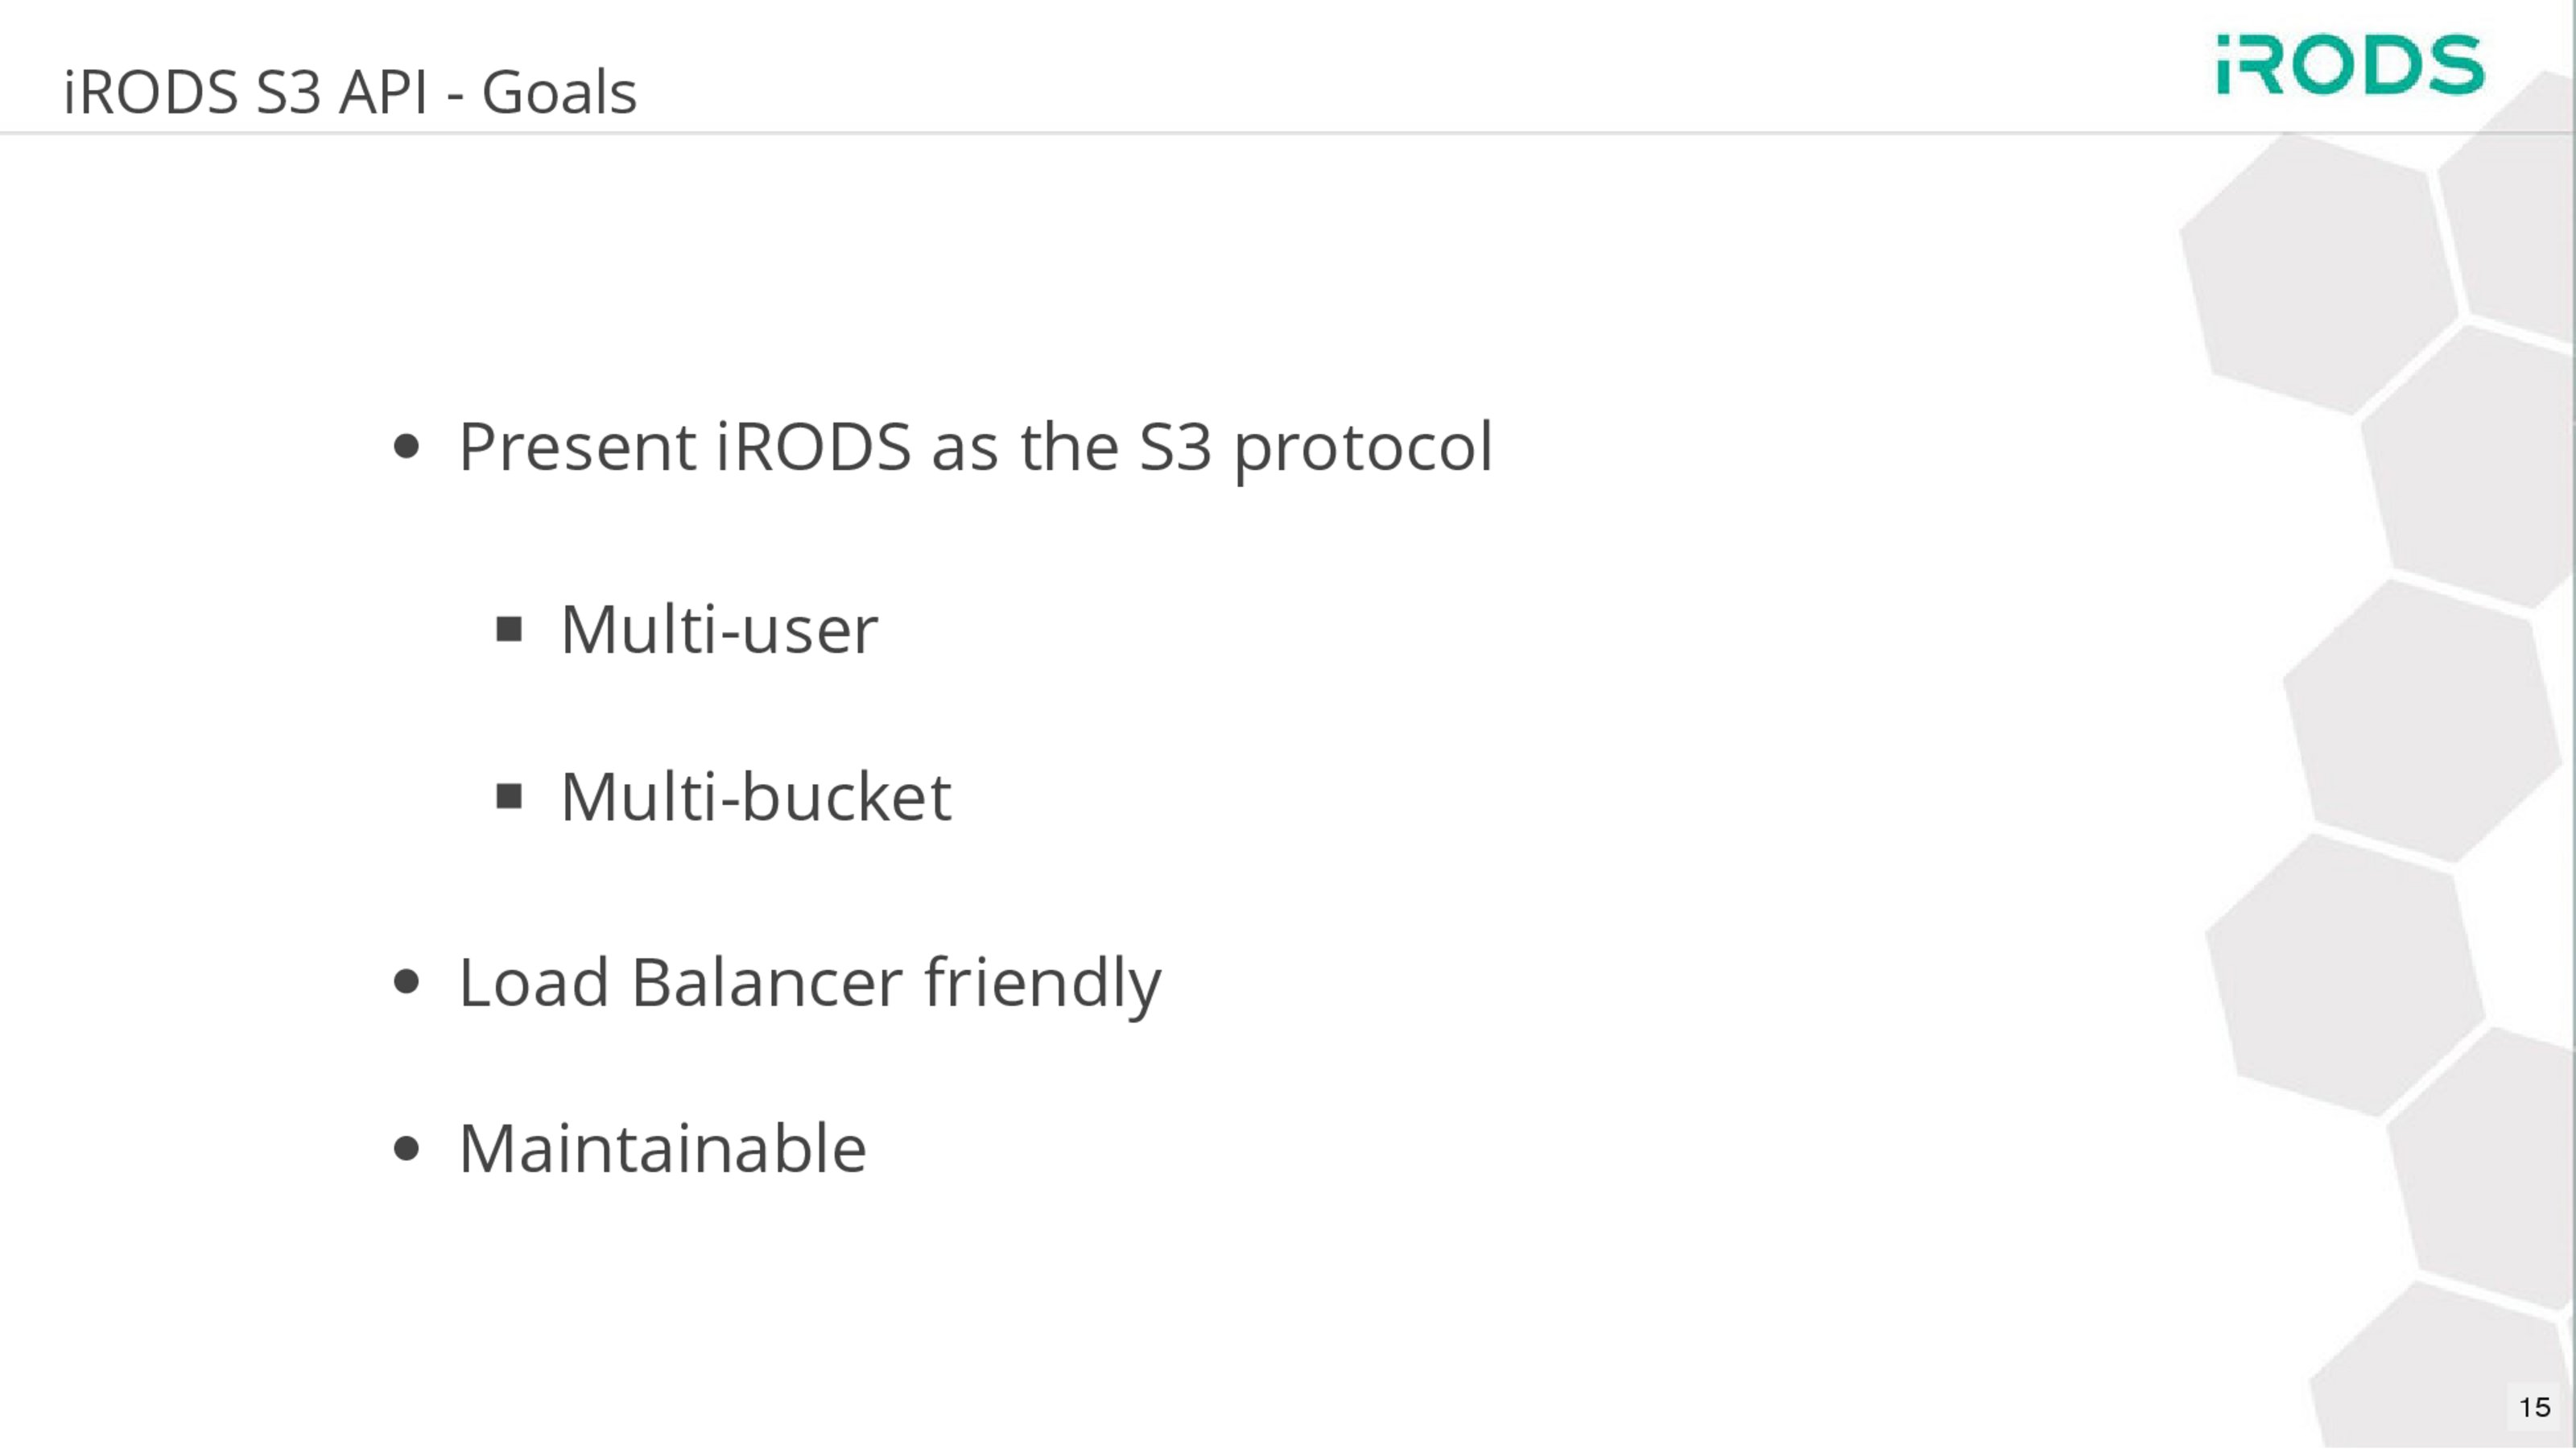 iRODS S3 API - Goals
iRODS
• Present iRODS as the S3 protocol
▪ Multi-user
▪ Multi-bucket
• Load Balancer friendly
• Maintainable
15